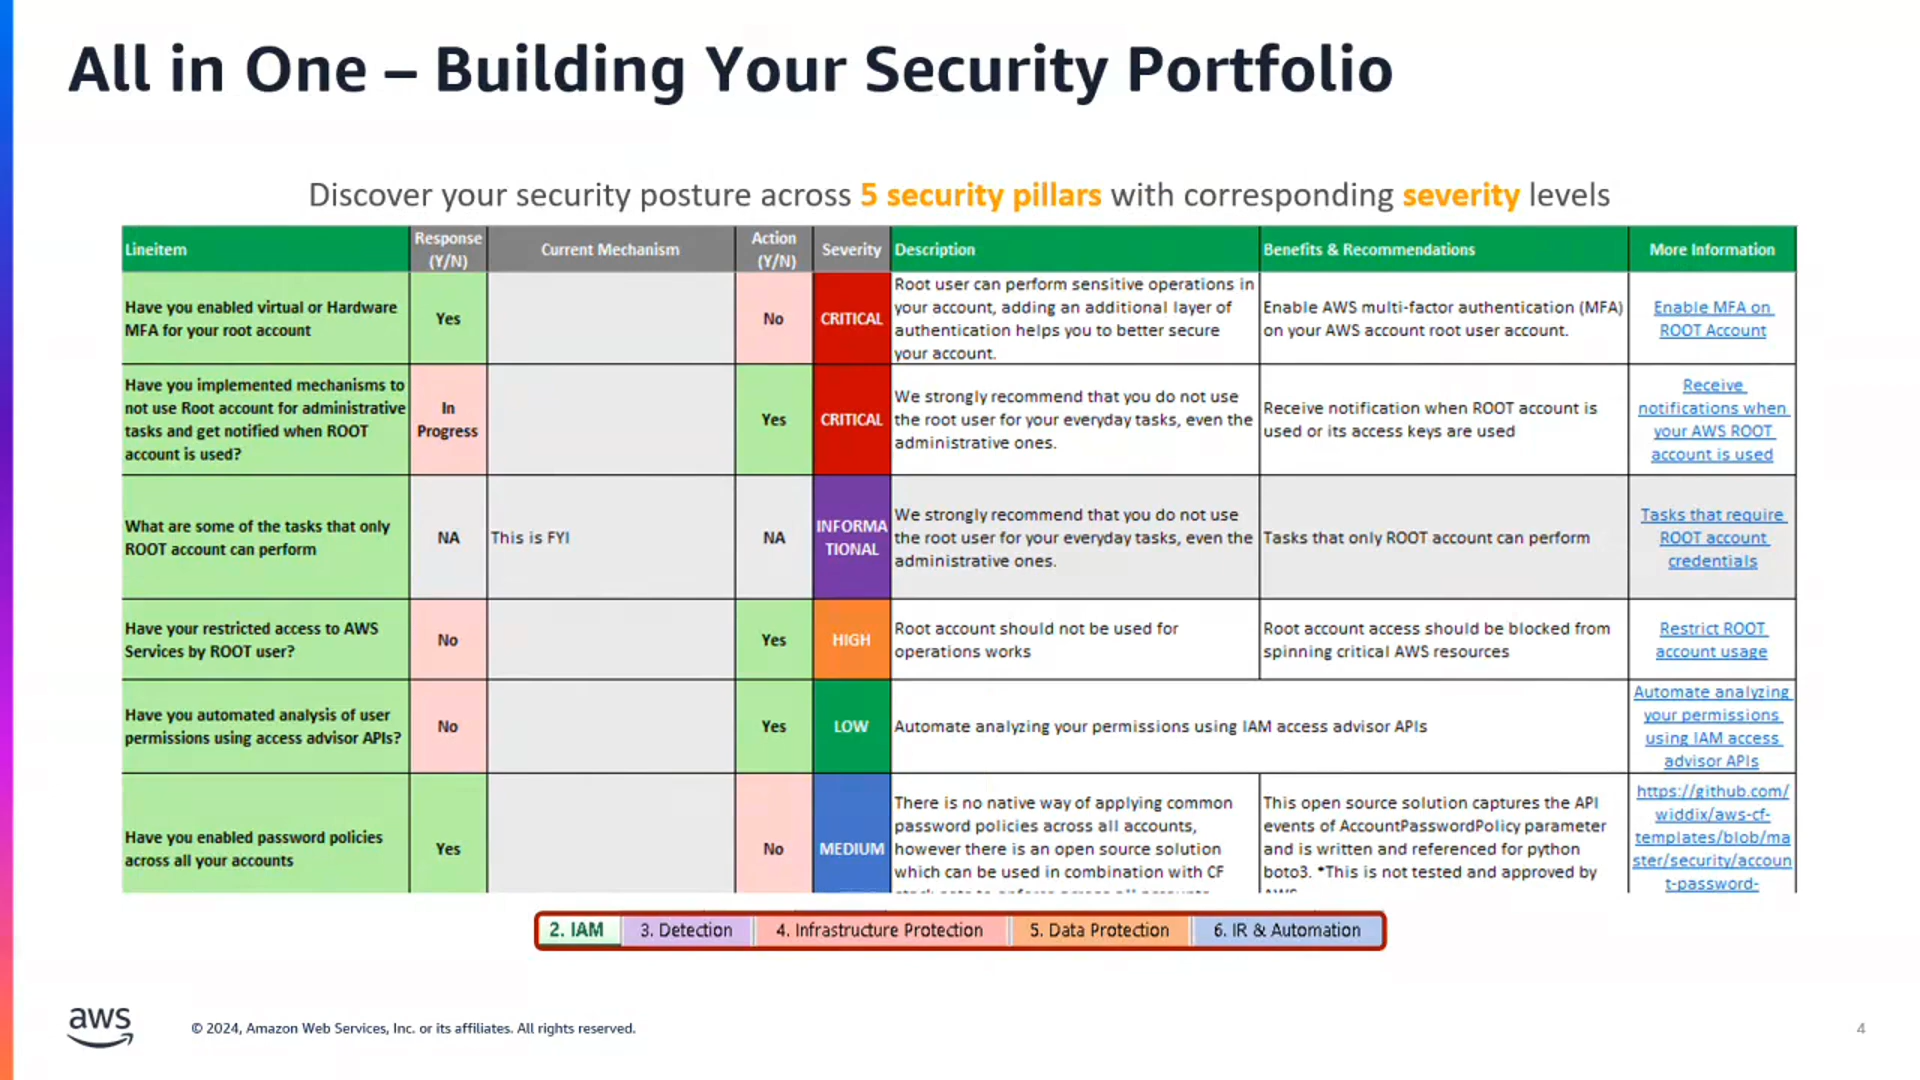 All in One – Building Your Security Portfolio
Discover your security posture across 5 security pillars with corresponding severity levels
Lineitem
Response
(Y/N)
Current Mechanism
Action
(Y/N)
Severity
Description
Benefits & Recommendations
More Information
Have you enabled virtual or Hardware
MFA for your root account
Yes
No
CRITICAL
Root user can perform sensitive operations in
your account, adding an additional layer of
authentication helps you to better secure
your account.
Enable AWS multi-factor authentication (MFA)
on your AWS account root user account.
Enable MFA on
ROOT Account
Have you implemented mechanisms to
not use Root account for administrative
tasks and get notified when ROOT
account is used?
In
Progress
Yes
CRITICAL
We strongly recommend that you do not use
the root user for your everyday tasks, even the
administrative ones.
Receive notification when ROOT account is
used or its access keys are used
Receive
notifications when
your AWS ROOT
account is used
What are some of the tasks that only
ROOT account can perform
NA
This is FYI
NA
INFORMA
TIONAL
We strongly recommend that you do not use
the root user for your everyday tasks, even the
administrative ones.
Tasks that only ROOT account can perform
Tasks that require
ROOT account
credentials
Have your restricted access to AWS
Services by ROOT user?
No
Yes
HIGH
Root account should not be used for
operations works
Root account access should be blocked from
spinning critical AWS resources
Restrict ROOT
account usage
Have you automated analysis of user
permissions using access advisor APIs?
No
Yes
LOW
Automate analyzing your permissions using IAM access advisor APIs
Automate analyzing
your permissions
using IAM access
advisor APIs
Have you enabled password policies
across all your accounts
Yes
No
MEDIUM
There is no native way of applying common
password policies across all accounts,
however there is an open source solution
which can be used in combination with CF
This open source solution captures the API
events of AccountPasswordPolicy parameter
and is written and referenced for python
boto3. *This is not tested and approved by
https://github.com/
widdix/aws-cf-
templates/blob/ma
ster/security/accoun
t-password-
2. IAM
3. Detection
4. Infrastructure Protection
5. Data Protection
6. IR & Automation
aws
© 2024, Amazon Web Services, Inc. or its affiliates. All rights reserved.
4